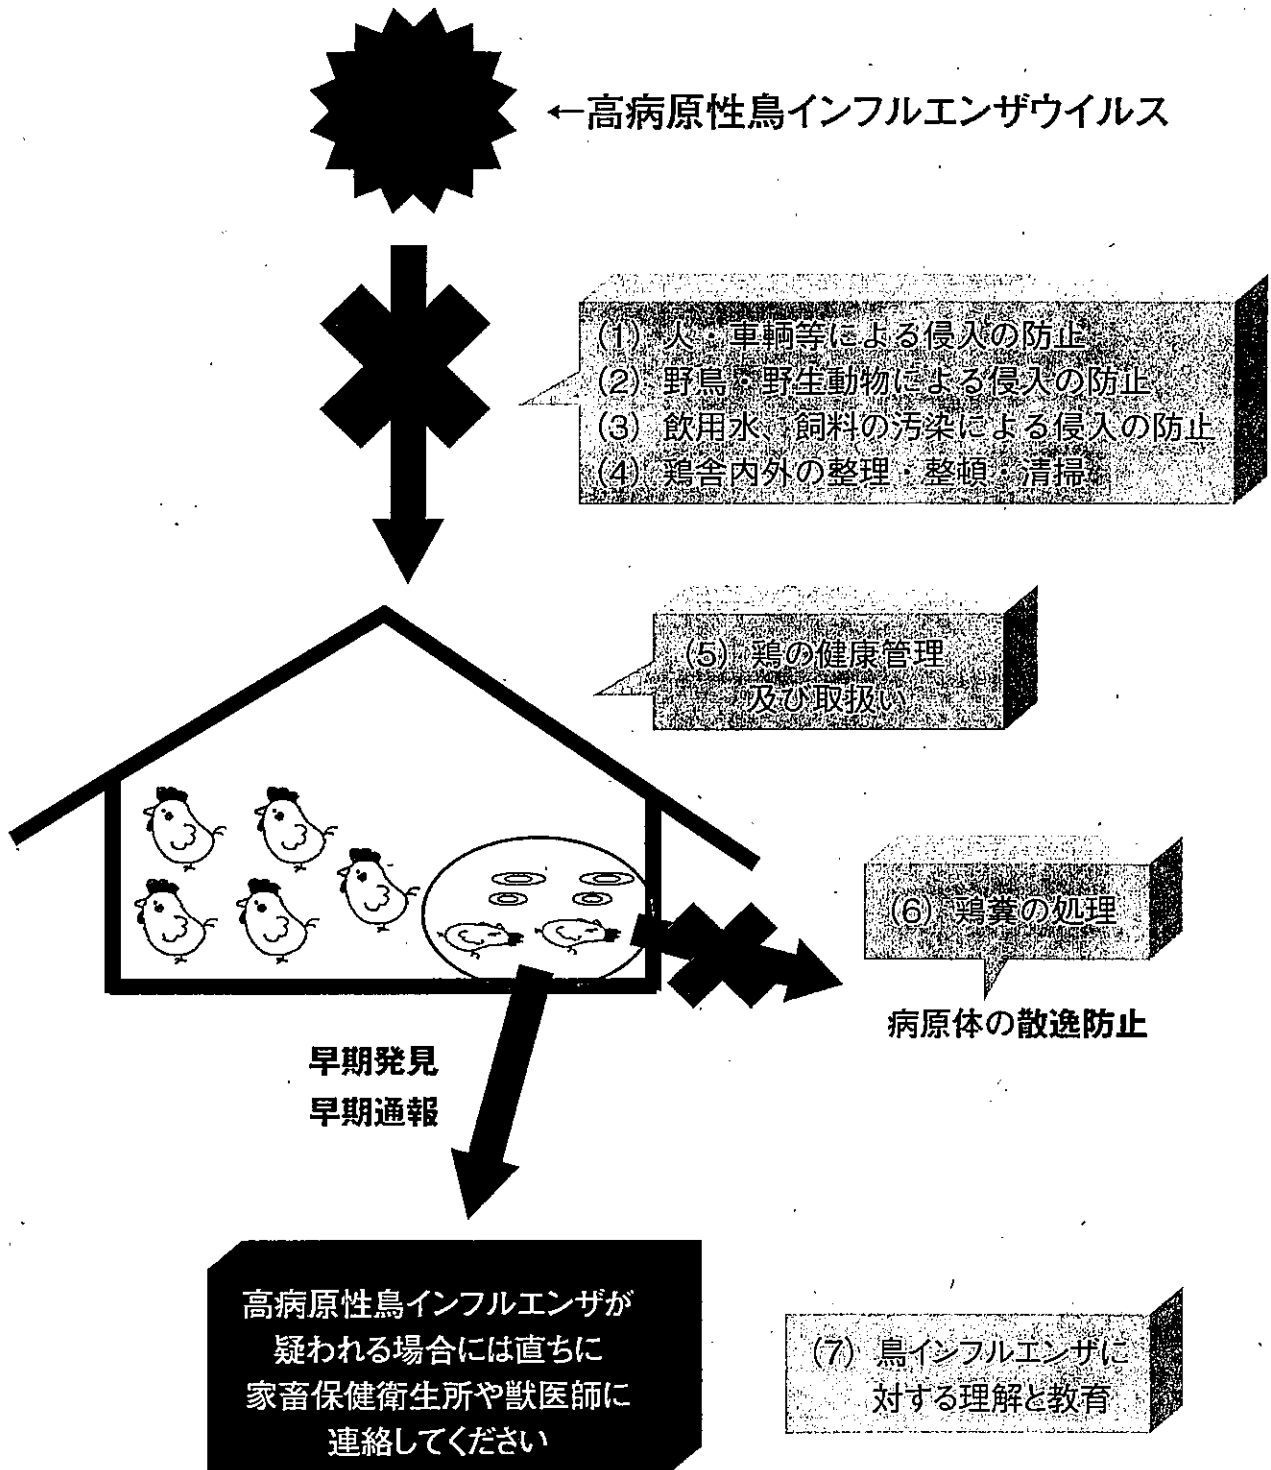 ←高病原性鳥インフルエンザウイルス
(1) 人・車輌等による侵入の防止
(2) 野鳥・野生動物による侵入の防止
(3) 飲用水、飼料の汚染による侵入の防止
(4) 鶏舎内外の整理・整頓・清掃
(5) 鶏の健康管理
及び取扱い
(6) 鶏糞の処理
病原体の散逸防止
早期発見
早期通報
高病原性鳥インフルエンザが
疑われる場合には直ちに
家畜保健衛生所や獣医師に
連絡してください
(7) 鳥インフルエンザに
対する理解と教育